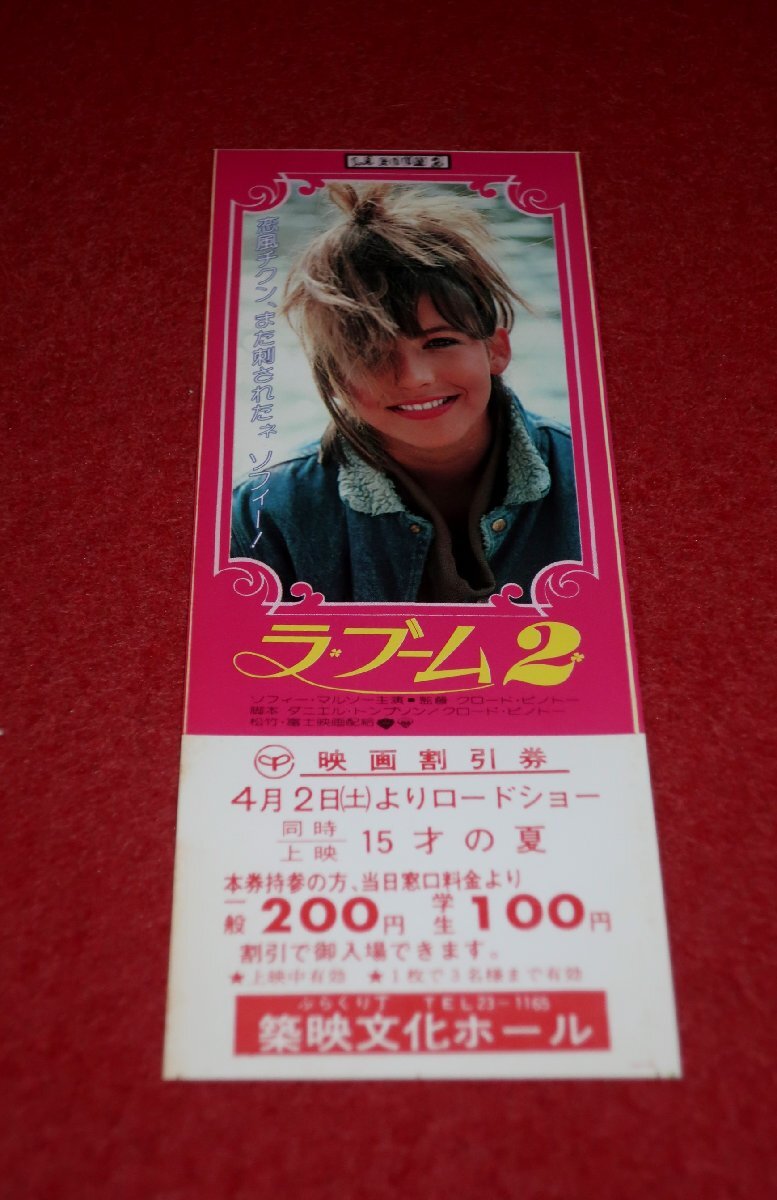 恋風チクン、また刺されたネ ソフィー!
ラ・ブーム2
ソフィー・マルソー主演■監督 クロード・ピノトー
脚本 ダニエル・トンプソン/クロード・ピノトー
松竹・富士映画配給
映画割引券
4月2日(土)よりロードショー
同時上映 15才の夏
本券持参の方、当日窓口料金より
一般200円 学生100円
割引で御入場できます。
★上映中有効 ★1枚で3名様まで有効
ぶらくり丁 TEL23-1165
築映文化ホール